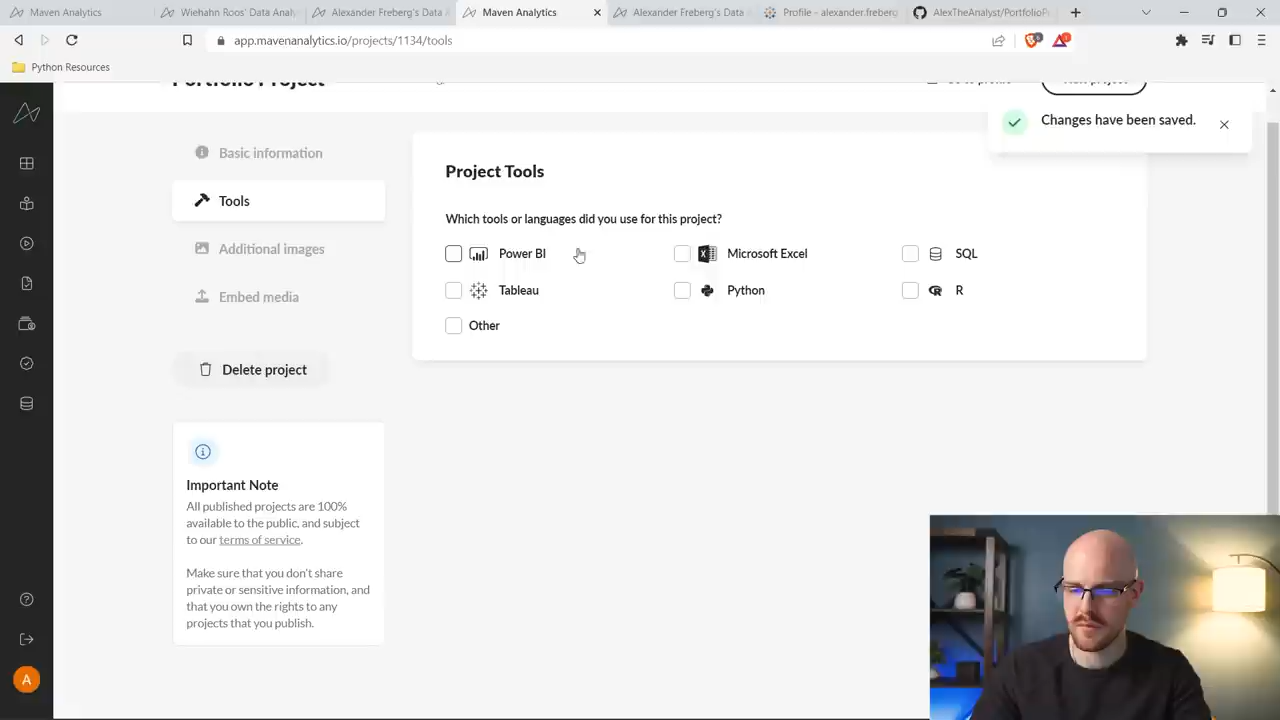 Maven Analytics
Wiehahn Roos' Data Analy
Alexander Freberg's Data A
Maven Analytics
Alexander Freberg's Data
Profile - alexander.freberg
AlexTheAnalyst/PortfolioP
app.mavenanalytics.io/projects/1134/tools
Python Resources
Portfolio Project
Changes have been saved.
Basic information
Tools
Additional images
Embed media
Delete project
Project Tools
Which tools or languages did you use for this project?
Power BI
Microsoft Excel
SQL
Tableau
Python
R
Other
Important Note
All published projects are 100%
available to the public, and subject
to our terms of service.
Make sure that you don't share
private or sensitive information, and
that you own the rights to any
projects that you publish.
A